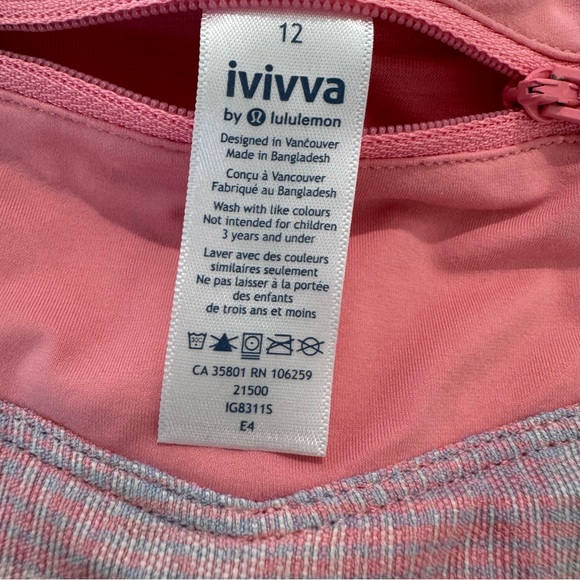 12
ivivva
by lululemon
Designed in Vancouver
Made in Bangladesh
Conçu à Vancouver
Fabriqué au Bangladesh
Wash with like colours
Not intended for children
3 years and under
Laver avec des couleurs
similaires seulement
Ne pas laisser à la portée
des enfants
de trois ans et moins
CA 35801 RN 106259
21500
IG8311S
E4